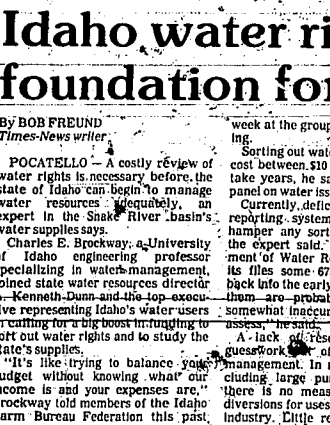 Idaho water ri
foundation for
By BOB FREUND
Times-News writer
POCATELLO — A costly review of
water rights is necessary before the
state of Idaho can begin to manage
water resources adequately, an
expert in the Snake River basin's
water supplies says.
Charles E. Brockway, a University
of Idaho engineering professor
specializing in water management,
joined state water resources director
A. Kenneth Dunn and the top execu-
tive representing Idaho's water users
in calling for a big boost in funding to
sort out water rights and to study the
state's supplies.
"It's like trying to balance your
budget without knowing what our
income is and your expenses are,"
Brockway told members of the Idaho
Farm Bureau Federation this past
week at the group
ing.
Sorting out wate
cost between $10
take years, he sa
panel on water iss
Currently, defic
reporting system
hamper any sort
the expert said.
ment of Water R
its files some 67
back into the early
them are probab
somewhat inaccur
assess," he said.
A lack of rese
guesswork of
management. In
cluding large pu
there is no meas
diversions for uses
industry. Little re